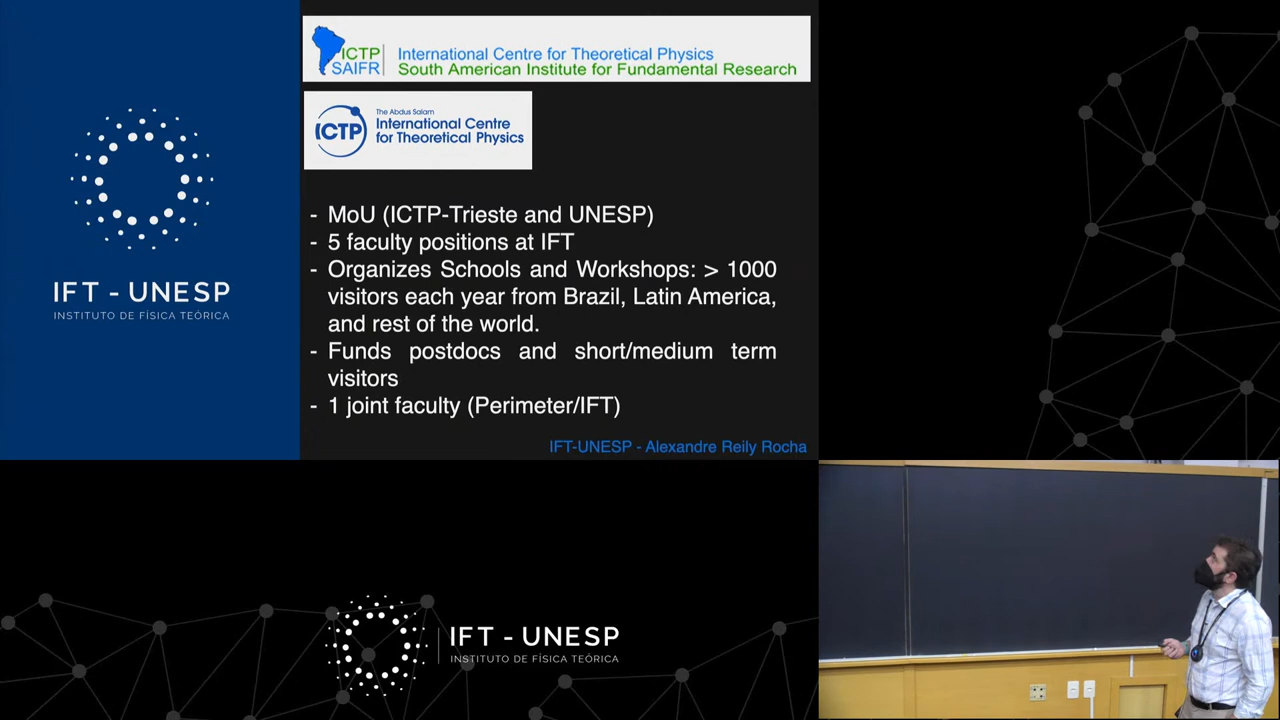 ICTP
SAIFR
International Centre for Theoretical Physics
South American Institute for Fundamental Research
ICTP
The Abdus Salam
International Centre
for Theoretical Physics
IFT - UNESP
INSTITUTO DE FÍSICA TEÓRICA
- MoU (ICTP-Trieste and UNESP)
- 5 faculty positions at IFT
- Organizes Schools and Workshops: > 1000
visitors each year from Brazil, Latin America,
and rest of the world.
- Funds postdocs and short/medium term
visitors
- 1 joint faculty (Perimeter/IFT)
IFT-UNESP - Alexandre Reily Rocha
IFT - UNESP
INSTITUTO DE FÍSICA TEÓRICA